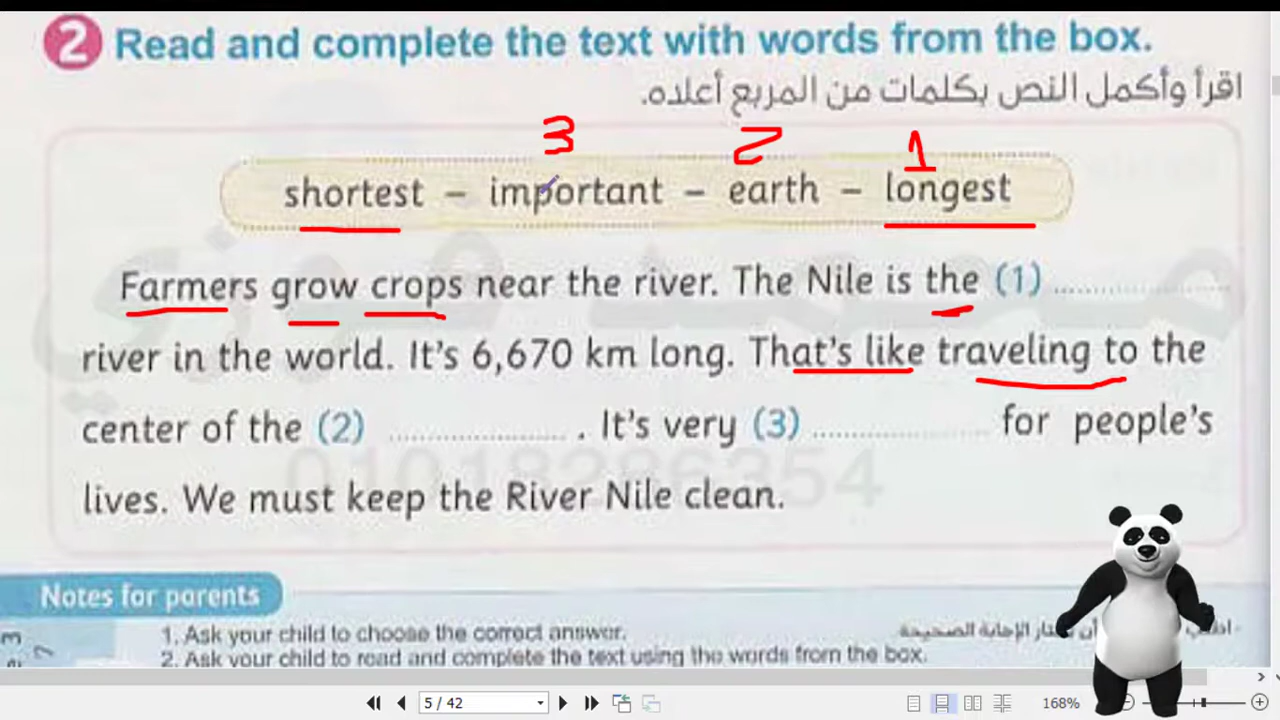 2 Read and complete the text with words from the box.
اقرأ وأكمل النص بكلمات من المربع أعلاه.
3 2 1
shortest – important – earth – longest
Farmers grow crops near the river. The Nile is the (1) ....................
river in the world. It's 6,670 km long. That's like traveling to the
center of the (2) .................... . It's very (3) .................... for people's
lives. We must keep the River Nile clean.
01018286354
Notes for parents
1. Ask your child to choose the correct answer.
الإجابة الصحيحة
2. Ask your child to read and complete the text using the words from the box.
5 / 42
168%